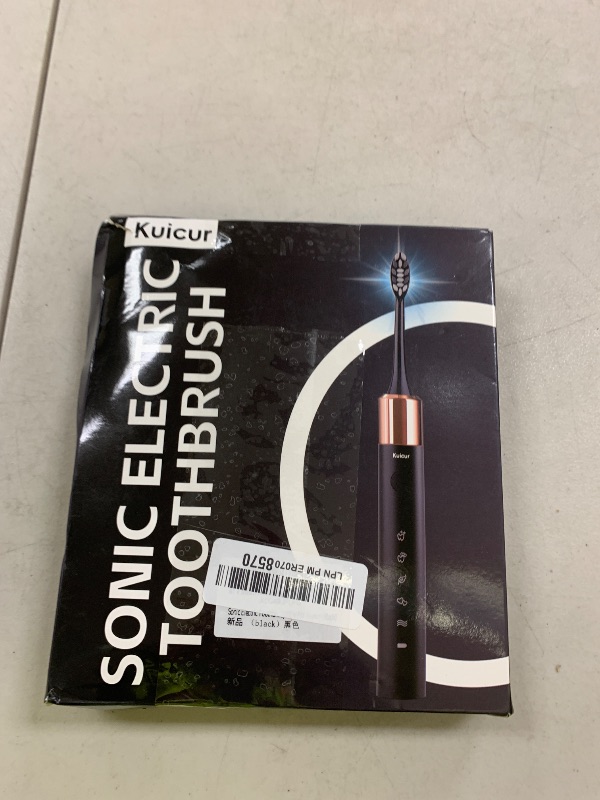 Kuicur
SONIC ELECTRIC
TOOTHBRUSH
Kuicur
LPN PM ER0708570
新品 (black) 黑色